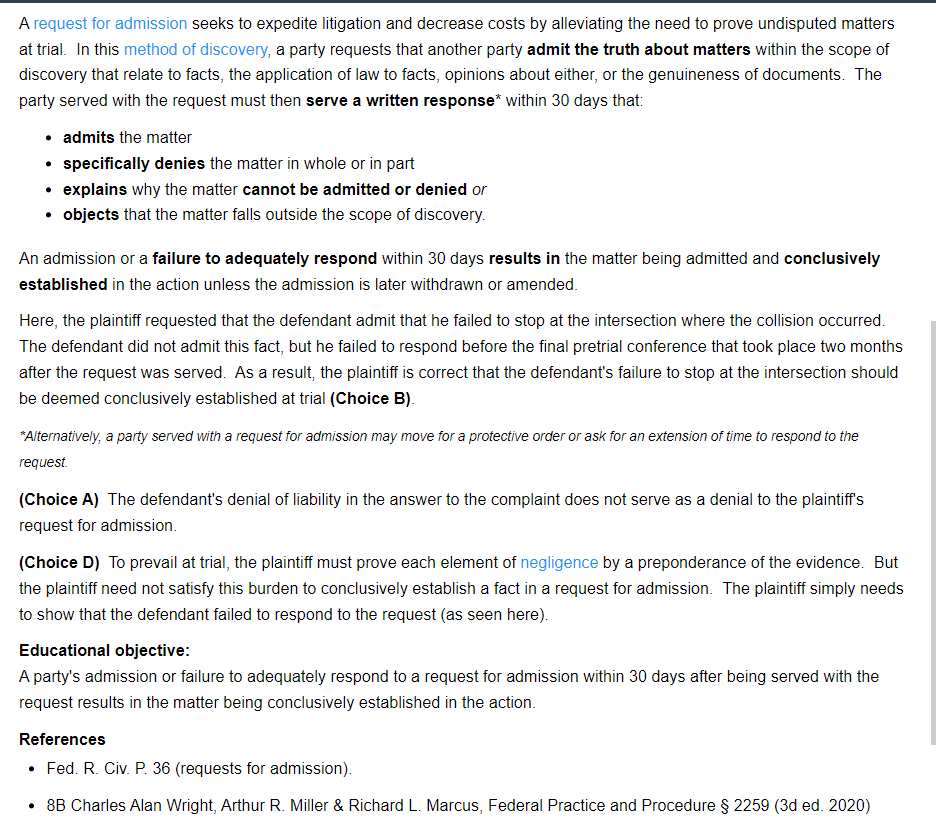 A request for admission seeks to expedite litigation and decrease costs by alleviating the need to prove undisputed matters
at trial. In this method of discovery, a party requests that another party admit the truth about matters within the scope of
discovery that relate to facts, the application of law to facts, opinions about either, or the genuineness of documents. The
party served with the request must then serve a written response* within 30 days that:
• admits the matter
• specifically denies the matter in whole or in part
• explains why the matter cannot be admitted or denied or
• objects that the matter falls outside the scope of discovery.
An admission or a failure to adequately respond within 30 days results in the matter being admitted and conclusively
established in the action unless the admission is later withdrawn or amended.
Here, the plaintiff requested that the defendant admit that he failed to stop at the intersection where the collision occurred.
The defendant did not admit this fact, but he failed to respond before the final pretrial conference that took place two months
after the request was served. As a result, the plaintiff is correct that the defendant's failure to stop at the intersection should
be deemed conclusively established at trial (Choice B).
*Alternatively, a party served with a request for admission may move for a protective order or ask for an extension of time to respond to the
request.
(Choice A) The defendant's denial of liability in the answer to the complaint does not serve as a denial to the plaintiff's
request for admission.
(Choice D) To prevail at trial, the plaintiff must prove each element of negligence by a preponderance of the evidence. But
the plaintiff need not satisfy this burden to conclusively establish a fact in a request for admission. The plaintiff simply needs
to show that the defendant failed to respond to the request (as seen here).
Educational objective:
A party's admission or failure to adequately respond to a request for admission within 30 days after being served with the
request results in the matter being conclusively established in the action.
References
• Fed. R. Civ. P. 36 (requests for admission).
• 8B Charles Alan Wright, Arthur R. Miller & Richard L. Marcus, Federal Practice and Procedure § 2259 (3d ed. 2020)